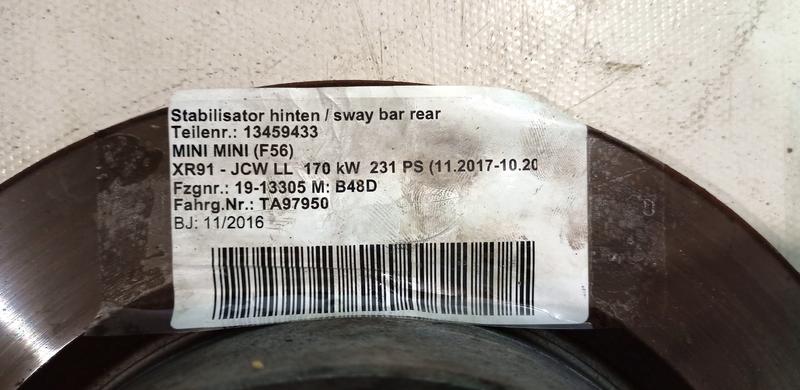 Stabilisator hinten / sway bar rear
Teilenr.: 13459433
MINI MINI (F56)
XR91 - JCW LL 170 kW 231 PS (11.2017-10.20
Fzgnr.: 19-13305 M: B48D
Fahrg.Nr.: TA97950
BJ: 11/2016